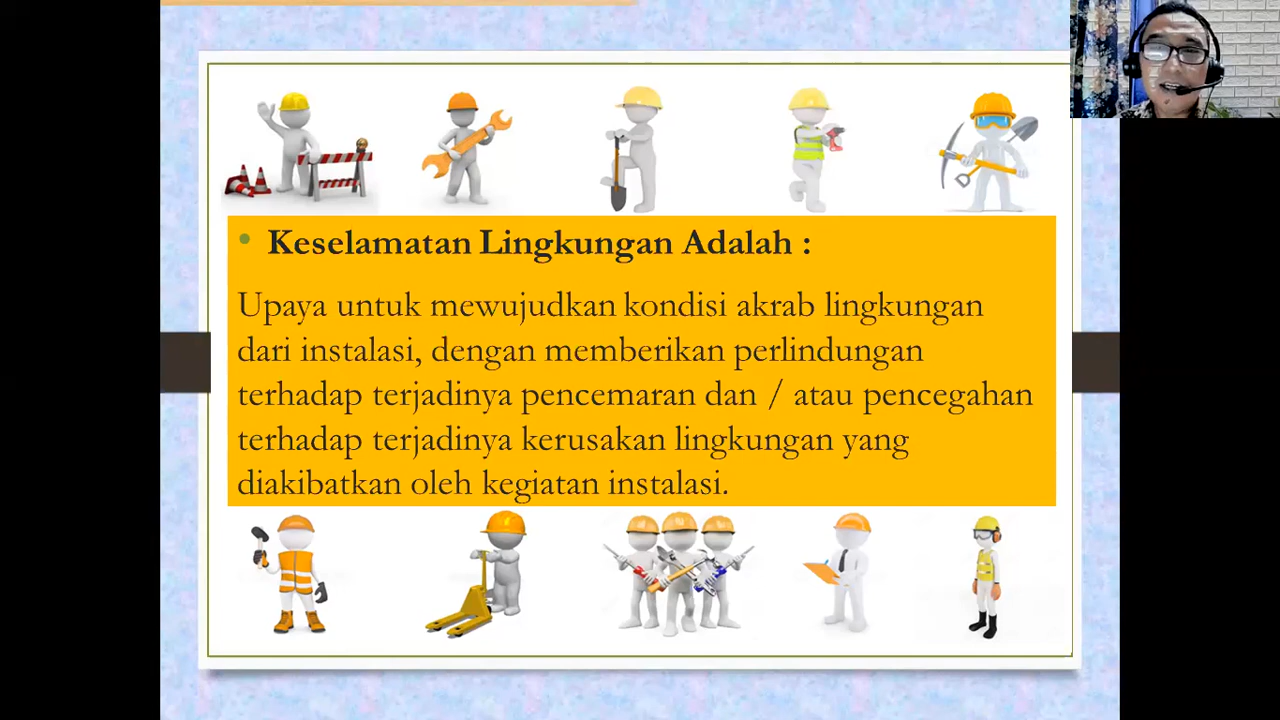 • Keselamatan Lingkungan Adalah :
Upaya untuk mewujudkan kondisi akrab lingkungan
dari instalasi, dengan memberikan perlindungan
terhadap terjadinya pencemaran dan / atau pencegahan
terhadap terjadinya kerusakan lingkungan yang
diakibatkan oleh kegiatan instalasi.